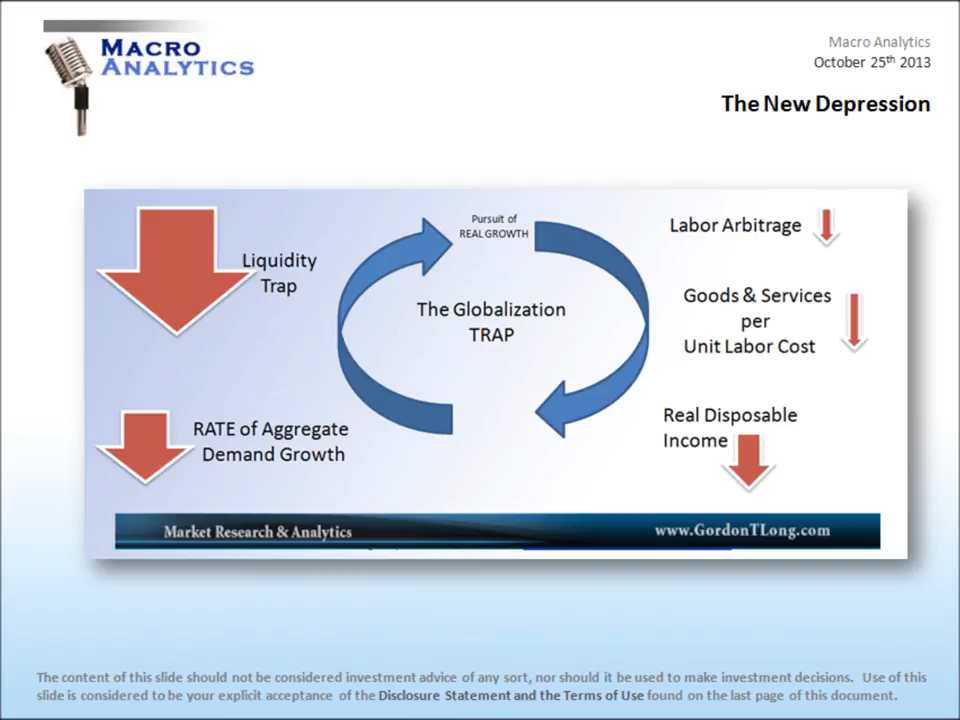 MACRO
ANALYTICS
Macro Analytics
October 25th 2013
The New Depression
Pursuit of
REAL GROWTH
Labor Arbitrage
Liquidity
Trap
Goods & Services
per
Unit Labor Cost
The Globalization
TRAP
Real Disposable
Income
RATE of Aggregate
Demand Growth
Market Research & Analytics
www.GordonTLong.com
The content of this slide should not be considered investment advice of any sort, nor should it be used to make investment decisions. Use of this
slide is considered to be your explicit acceptance of the Disclosure Statement and the Terms of Use found on the last page of this document.